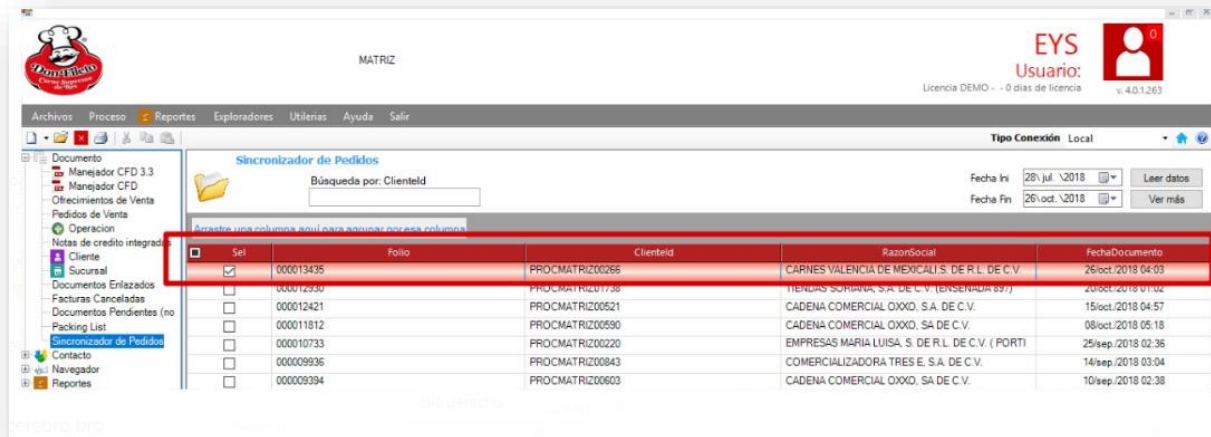 Don Fileto
Carne Suprema
de Res
MATRIZ
EYS
Usuario:
Licencia DEMO - - 0 dias de licencia
0
v. 4.0.1.263
Archivos Proceso Reportes Exploradores Utilerias Ayuda Salir
Tipo Conexión Local
Documento
Manejador CFD 3.3
Manejador CFD
Ofrecimientos de Venta
Pedidos de Venta
Operacion
Notas de credito integradas
Cliente
Sucursal
Documentos Enlazados
Facturas Canceladas
Documentos Pendientes (no
Packing List
Sincronizador de Pedidos
Contacto
Navegador
Reportes
Sincronizador de Pedidos
Búsqueda por: ClienteId
Fecha Ini 28\ jul. \2018 Leer datos
Fecha Fin 26\oct. \2018 Ver más
Arrastre una columna aquí para agrupar por esa columna
Sel Folio ClienteId RazonSocial FechaDocumento
000013435 PROCMATRIZ00266 CARNES VALENCIA DE MEXICALI,S. DE R.L. DE C.V 26/oct./2018 04:03
000012930 PROCMATRIZ01738 TIENDAS SORIANA, S.A. DE C.V. (ENSENADA 897) 20/oct./2018 01:02
000012421 PROCMATRIZ00521 CADENA COMERCIAL OXXO, S.A. DE C.V. 15/oct./2018 04:57
000011812 PROCMATRIZ00590 CADENA COMERCIAL OXXO, SA DE C.V. 08/oct./2018 05:18
000010733 PROCMATRIZ00220 EMPRESAS MARIA LUISA, S. DE R.L. DE C.V. ( PORTI 25/sep./2018 02:36
000009936 PROCMATRIZ00843 COMERCIALIZADORA TRES E, S.A. DE C.V. 14/sep./2018 03:04
000009394 PROCMATRIZ00603 CADENA COMERCIAL OXXO, SA DE C.V. 10/sep./2018 02:38